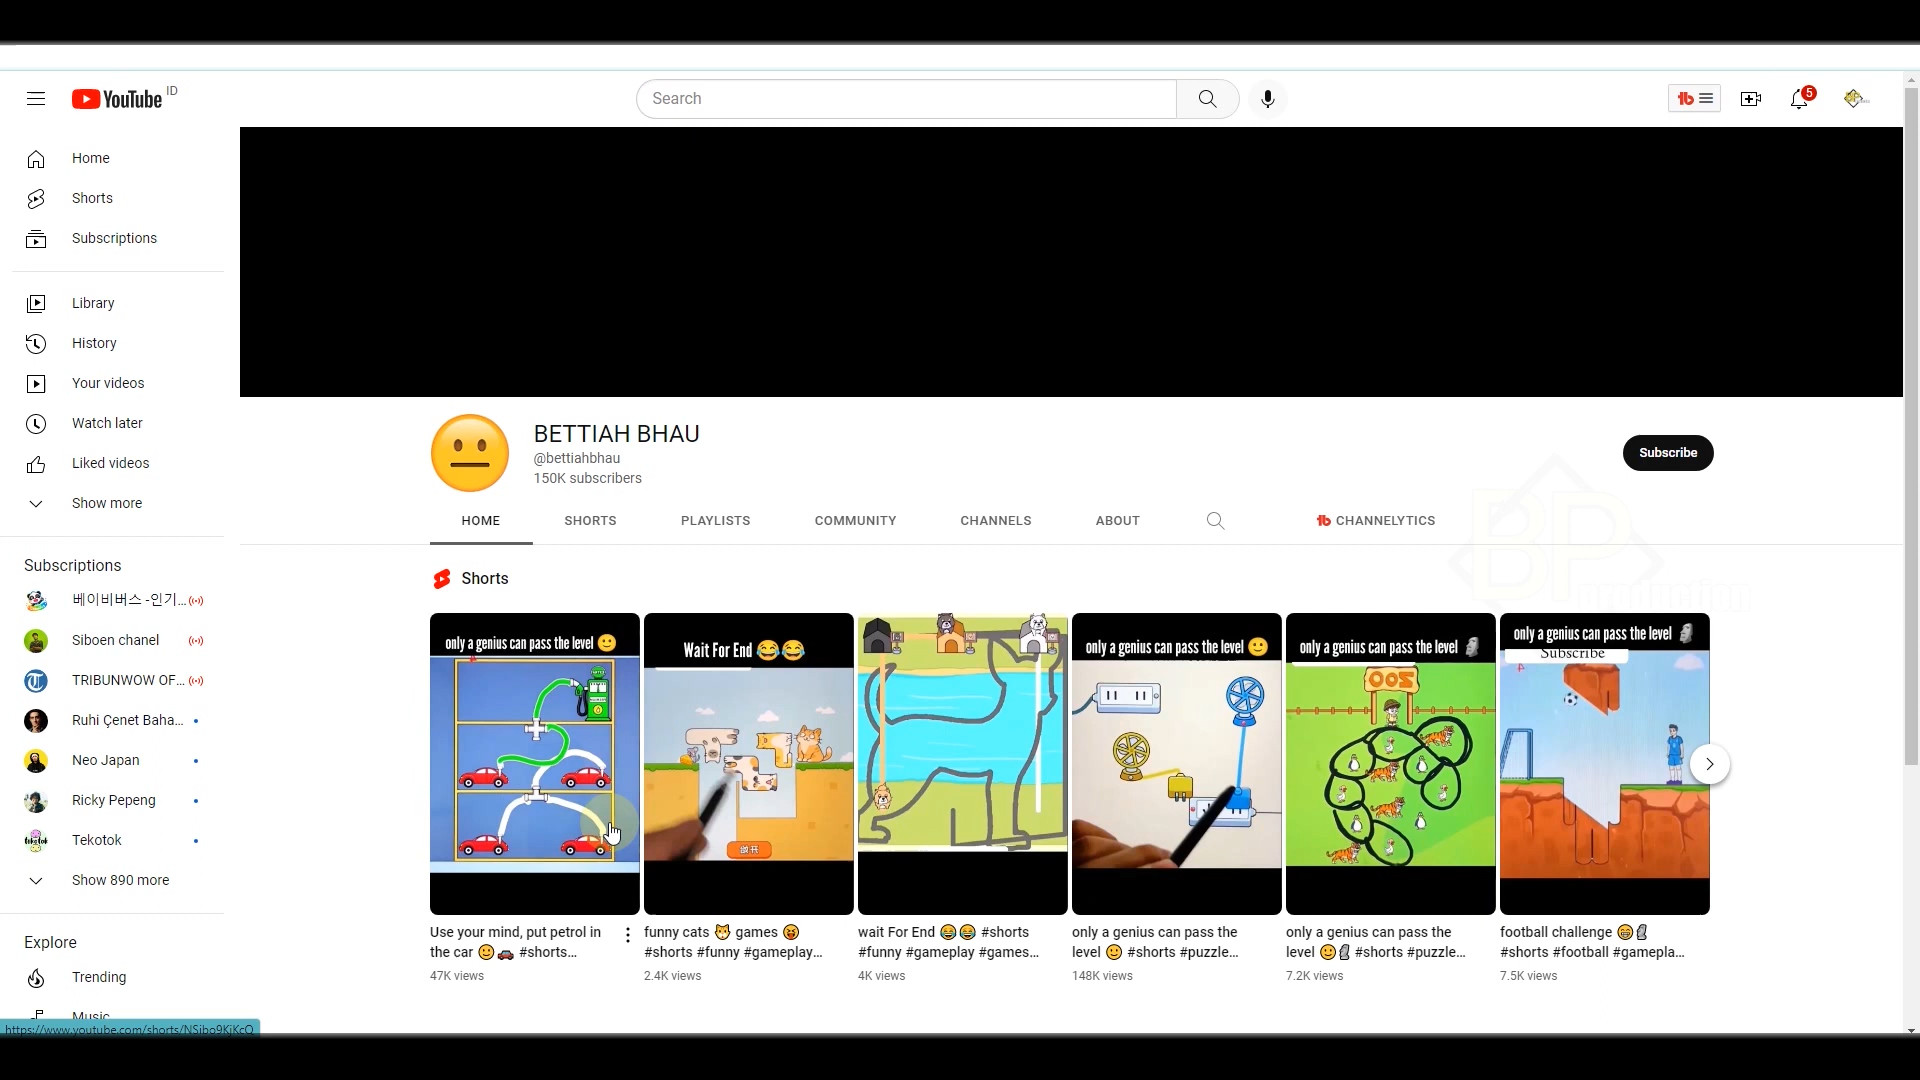 YouTube ID
Search
5
Home
Shorts
Subscriptions
Library
History
Your videos
Watch later
Liked videos
Show more
Subscriptions
베이비버스 -인기...
Siboen chanel
TRIBUNWOW OF...
Ruhi Çenet Baha...
Neo Japan
Ricky Pepeng
Tekotok
Show 890 more
Explore
Trending
Music
https://www.youtube.com/shorts/NSibo9KjKcQ
BETTIAH BHAU
@bettiahbhau
150K subscribers
Subscribe
HOME SHORTS PLAYLISTS COMMUNITY CHANNELS ABOUT CHANNELYTICS
BP
production
Shorts
only a genius can pass the level 🙂
Wait For End 😂😂
only a genius can pass the level 🙂
only a genius can pass the level 🗿
ZOO
only a genius can pass the level 🗿
Subscribe
Use your mind, put petrol in
the car 🙂🚗 #shorts...
47K views
funny cats 🐱 games 😝
#shorts #funny #gameplay...
2.4K views
wait For End 😂😂 #shorts
#funny #gameplay #games...
4K views
only a genius can pass the
level 🙂 #shorts #puzzle...
148K views
only a genius can pass the
level 🙂🗿 #shorts #puzzle...
7.2K views
football challenge 😁🗿
#shorts #football #gamepla...
7.5K views